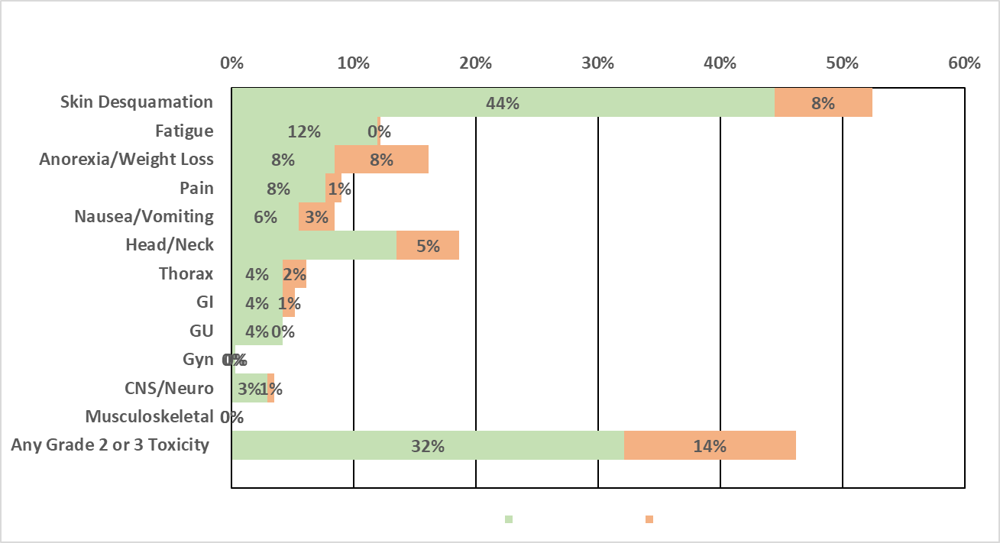 0% 10% 20% 30% 40% 50% 60%
Skin Desquamation 44% 8%
Fatigue 12% 0%
Anorexia/Weight Loss 8% 8%
Pain 8% 1%
Nausea/Vomiting 6% 3%
Head/Neck 5%
Thorax 4% 2%
GI 4% 1%
GU 4% 0%
Gyn 0% 0%
CNS/Neuro 3% 1%
Musculoskeletal 0%
Any Grade 2 or 3 Toxicity 32% 14%